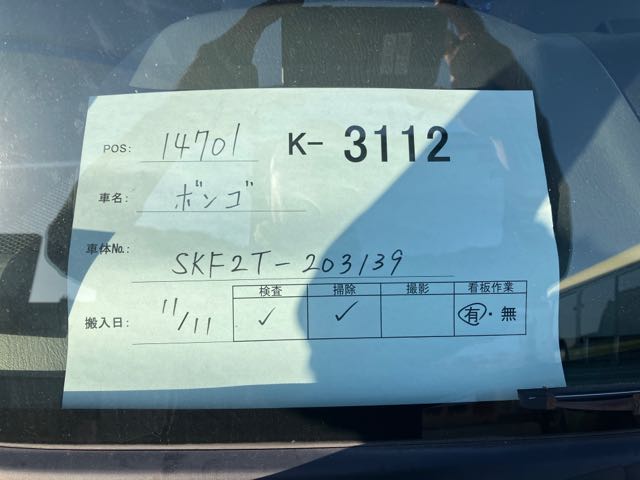 POS: 14701 K- 3112
車名: ボンゴ
車体No.: SKF2T-203139
検査 掃除 撮影 看板作業
搬入日: 11/11 ✓ ✓ 有・無